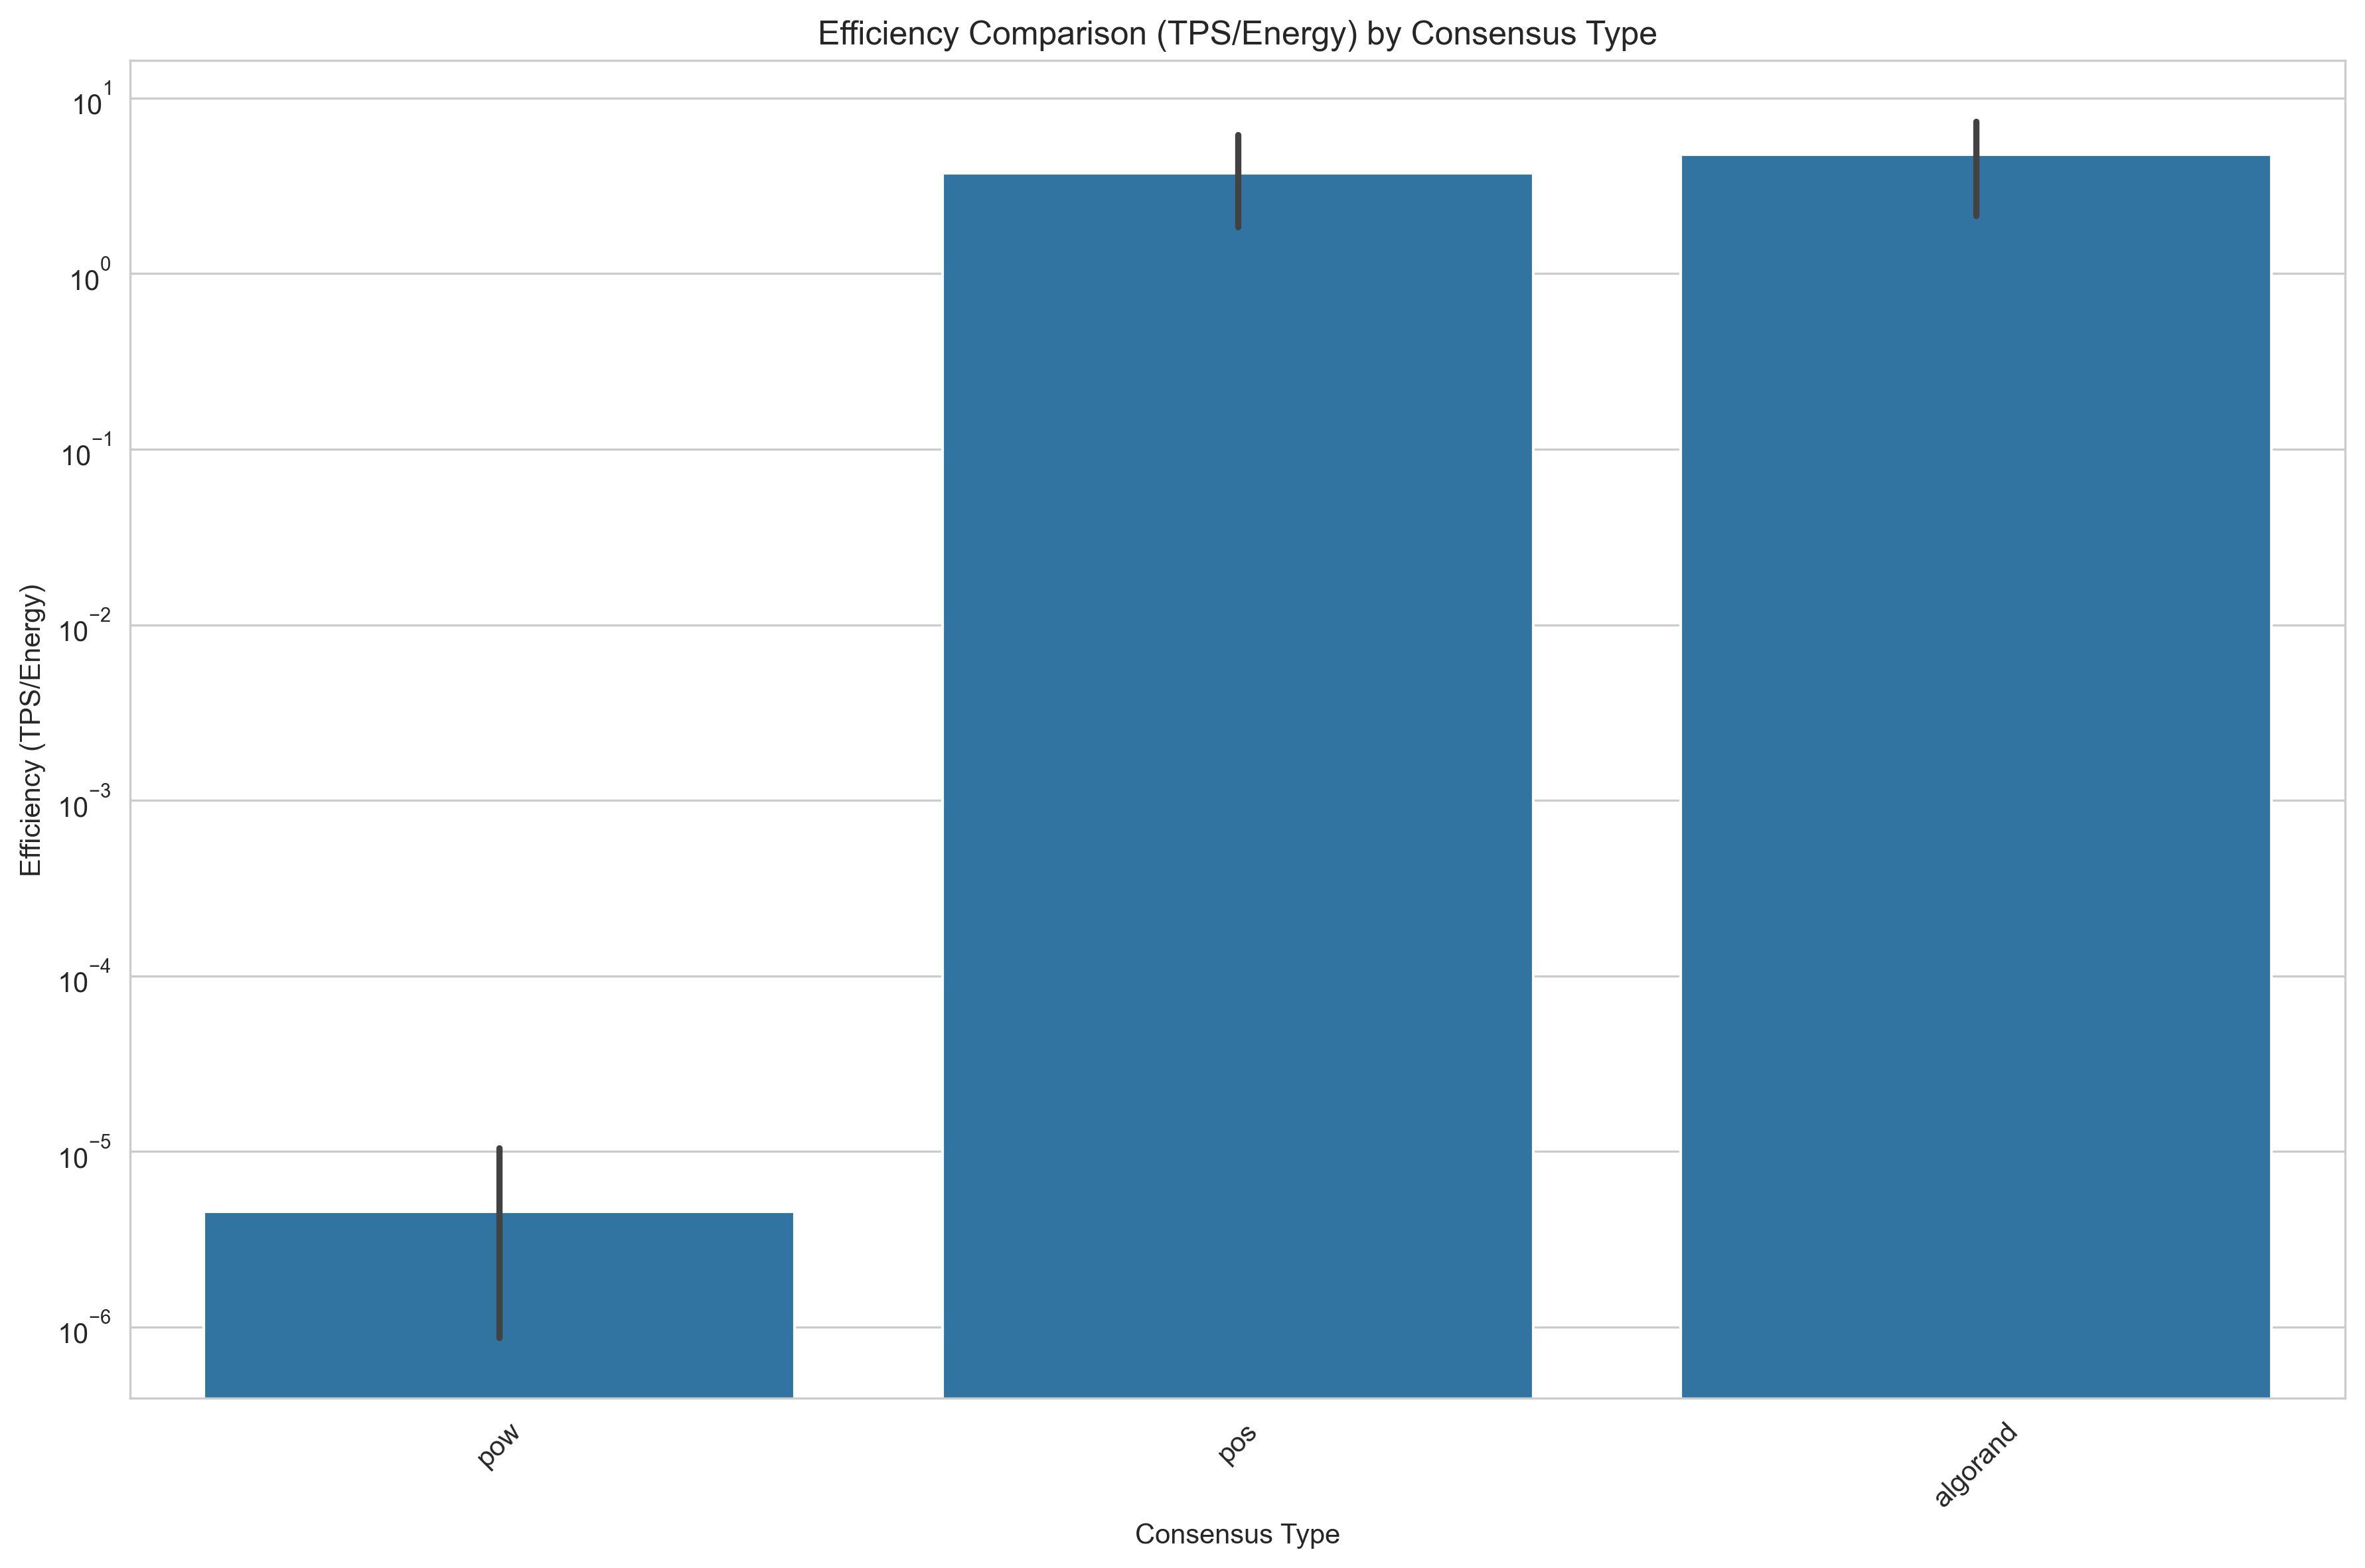 Efficiency Comparison (TPS/Energy) by Consensus Type
Efficiency (TPS/Energy)
10^1
10^0
10^−1
10^−2
10^−3
10^−4
10^−5
10^−6
pow
pos
algorand
Consensus Type